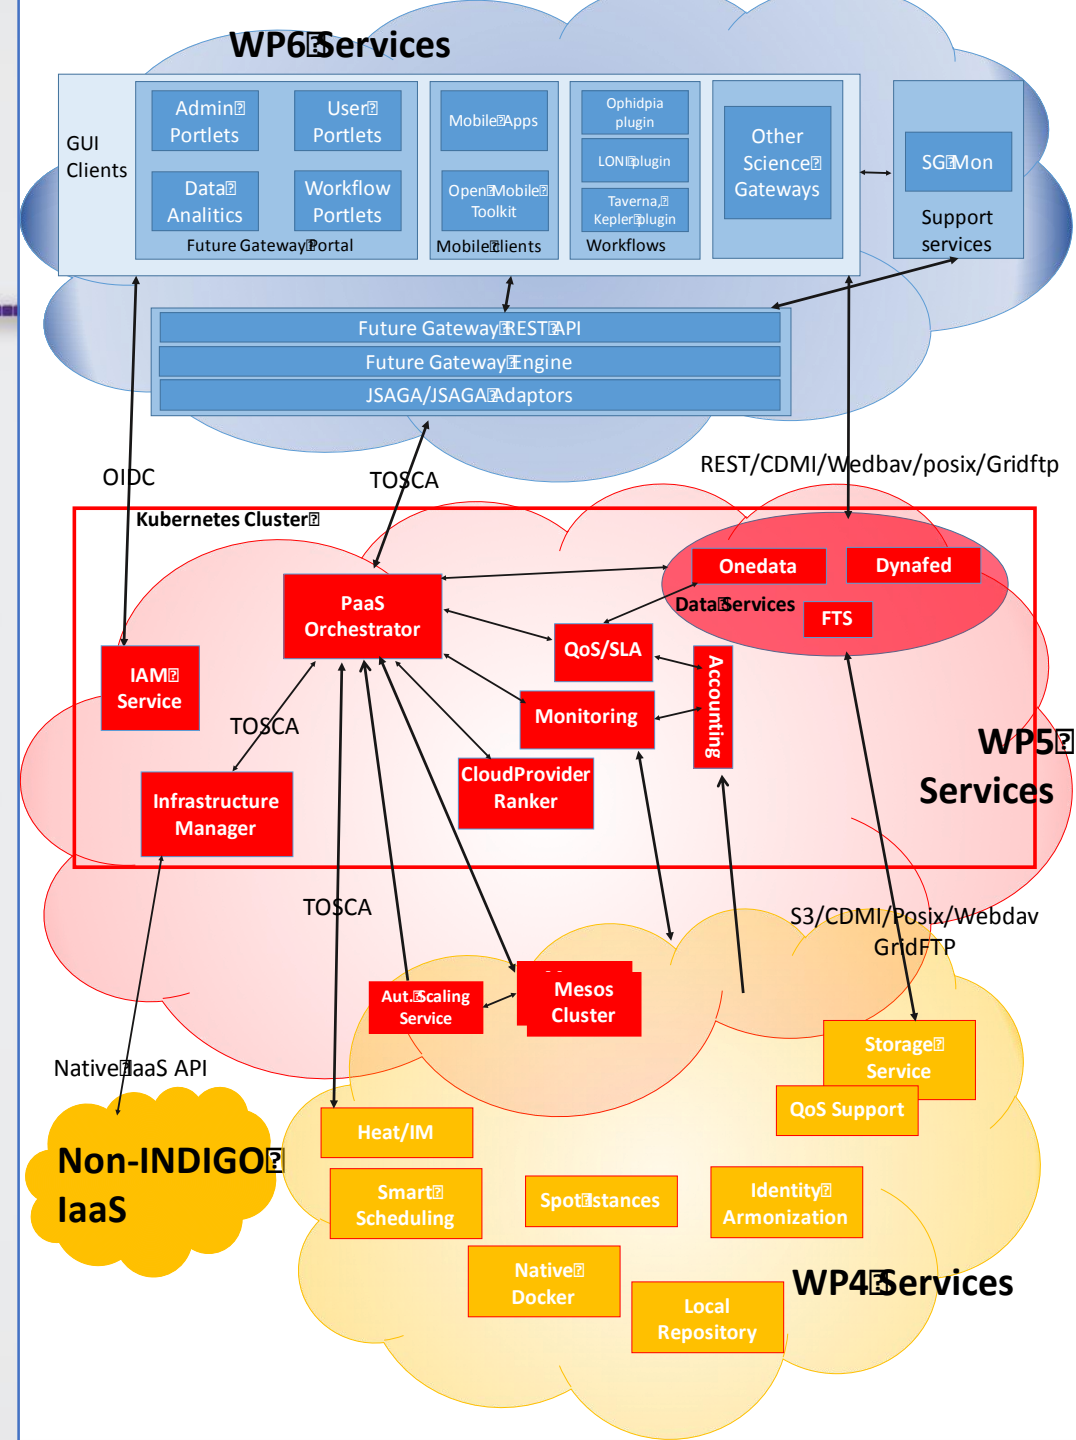 WP6 Services
GUI
Clients
Admin
Portlets
User
Portlets
Data
Analitics
Workflow
Portlets
Future Gateway Portal
Mobile Apps
Open Mobile
Toolkit
Mobile clients
Ophidpia
plugin
LONI plugin
Taverna,
Kepler plugin
Workflows
Other
Science
Gateways
SG Mon
Support
services
Future Gateway REST API
Future Gateway Engine
JSAGA/JSAGA Adaptors
OIDC
TOSCA
REST/CDMI/Wedbav/posix/Gridftp
Kubernetes Cluster
Onedata
Dynafed
Data Services
FTS
PaaS
Orchestrator
QoS/SLA
Accounting
IAM
Service
TOSCA
Monitoring
WP5
Services
CloudProvider
Ranker
Infrastructure
Manager
TOSCA
S3/CDMI/Posix/Webdav
GridFTP
Aut. Scaling
Service
Mesos
Cluster
Storage
Service
QoS Support
Native IaaS API
Non-INDIGO
IaaS
Heat/IM
Smart
Scheduling
Spot Istances
Identity
Armonization
Native
Docker
WP4 Services
Local
Repository